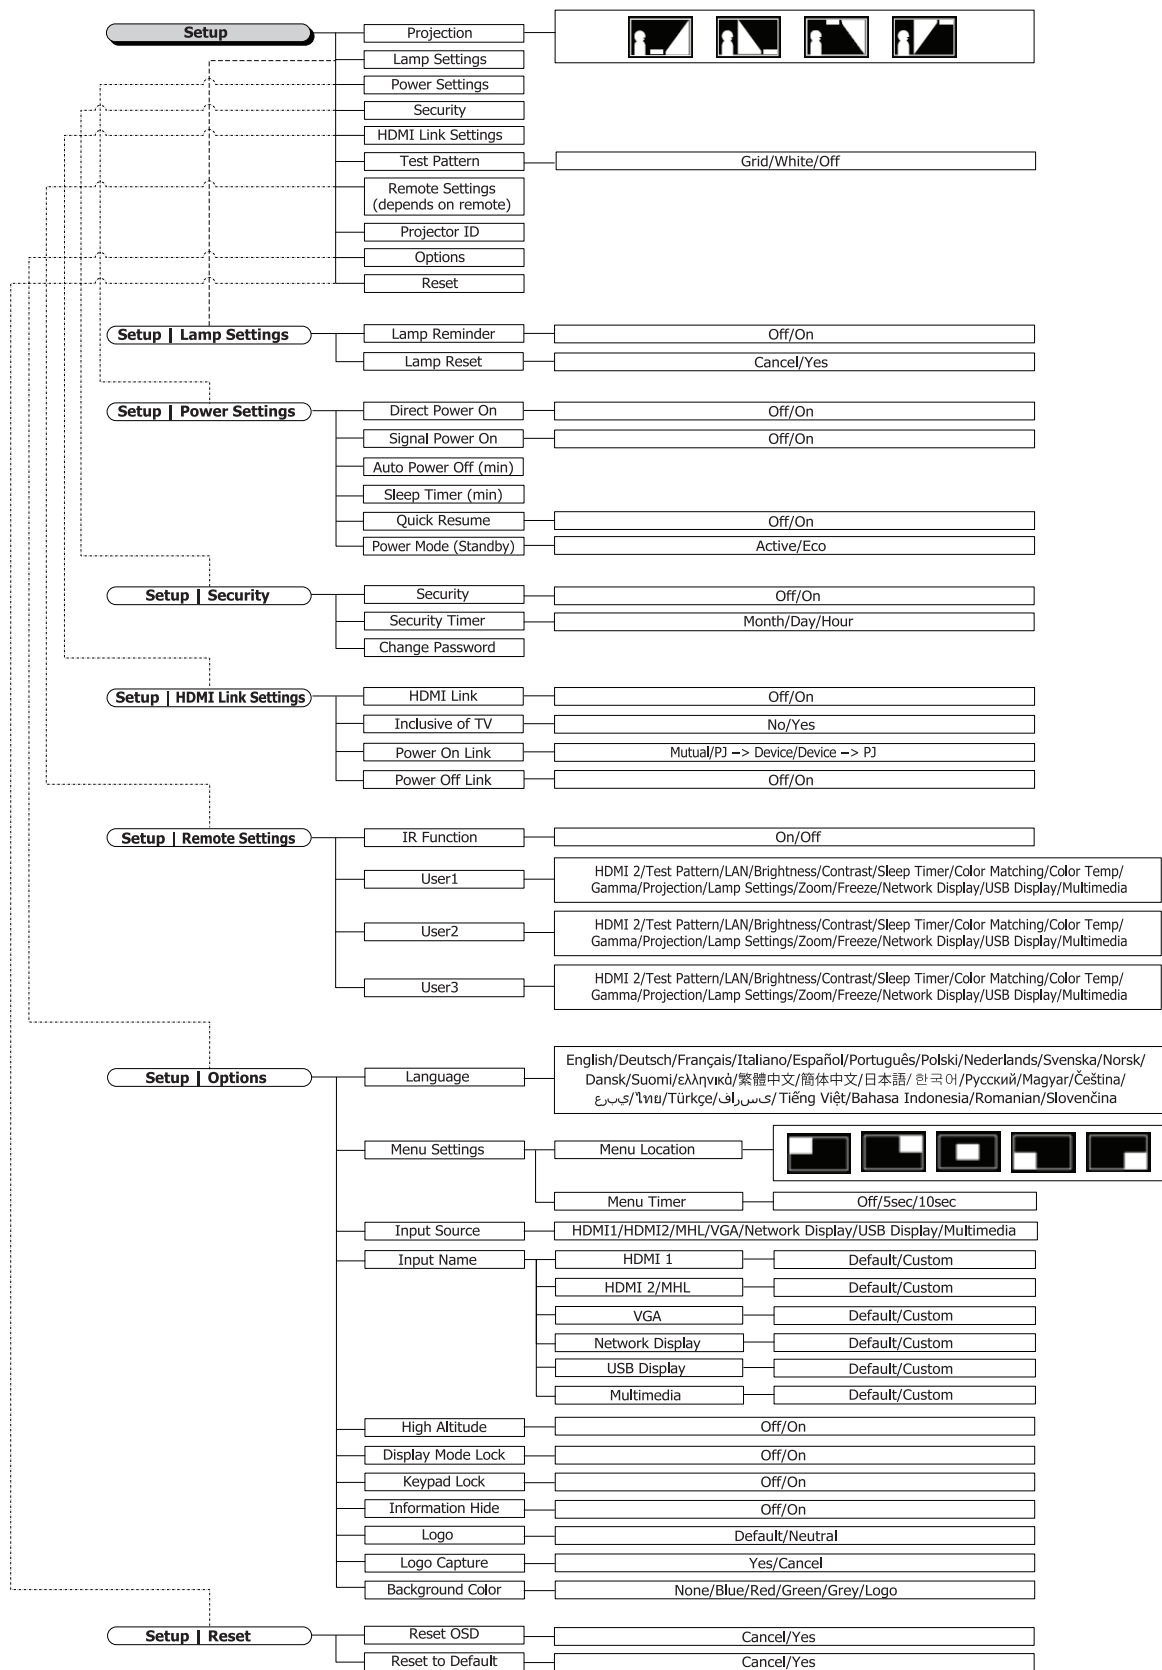 Setup
Projection
Lamp Settings
Power Settings
Security
HDMI Link Settings
Test Pattern
Grid/White/Off
Remote Settings
(depends on remote)
Projector ID
Options
Reset
Setup | Lamp Settings
Lamp Reminder
Off/On
Lamp Reset
Cancel/Yes
Setup | Power Settings
Direct Power On
Off/On
Signal Power On
Off/On
Auto Power Off (min)
Sleep Timer (min)
Quick Resume
Off/On
Power Mode (Standby)
Active/Eco
Setup | Security
Security
Off/On
Security Timer
Month/Day/Hour
Change Password
Setup | HDMI Link Settings
HDMI Link
Off/On
Inclusive of TV
No/Yes
Power On Link
Mutual/PJ –> Device/Device –> PJ
Power Off Link
Off/On
Setup | Remote Settings
IR Function
On/Off
User1
HDMI 2/Test Pattern/LAN/Brightness/Contrast/Sleep Timer/Color Matching/Color Temp/
Gamma/Projection/Lamp Settings/Zoom/Freeze/Network Display/USB Display/Multimedia
User2
HDMI 2/Test Pattern/LAN/Brightness/Contrast/Sleep Timer/Color Matching/Color Temp/
Gamma/Projection/Lamp Settings/Zoom/Freeze/Network Display/USB Display/Multimedia
User3
HDMI 2/Test Pattern/LAN/Brightness/Contrast/Sleep Timer/Color Matching/Color Temp/
Gamma/Projection/Lamp Settings/Zoom/Freeze/Network Display/USB Display/Multimedia
Setup | Options
Language
English/Deutsch/Français/Italiano/Español/Português/Polski/Nederlands/Svenska/Norsk/
Dansk/Suomi/ελληνικά/繁體中文/簡体中文/日本語/한국어/Русский/Magyar/Čeština/
يبرع/ไทย/Türkçe/ىسراف/Tiếng Việt/Bahasa Indonesia/Romanian/Slovenčina
Menu Settings
Menu Location
Menu Timer
Off/5sec/10sec
Input Source
HDMI1/HDMI2/MHL/VGA/Network Display/USB Display/Multimedia
Input Name
HDMI 1
Default/Custom
HDMI 2/MHL
Default/Custom
VGA
Default/Custom
Network Display
Default/Custom
USB Display
Default/Custom
Multimedia
Default/Custom
High Altitude
Off/On
Display Mode Lock
Off/On
Keypad Lock
Off/On
Information Hide
Off/On
Logo
Default/Neutral
Logo Capture
Yes/Cancel
Background Color
None/Blue/Red/Green/Grey/Logo
Setup | Reset
Reset OSD
Cancel/Yes
Reset to Default
Cancel/Yes